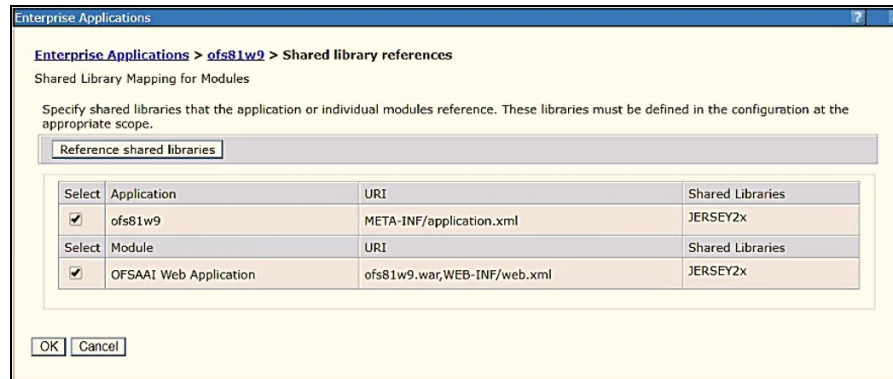 Enterprise Applications ?
Enterprise Applications > ofs81w9 > Shared library references
Shared Library Mapping for Modules
Specify shared libraries that the application or individual modules reference. These libraries must be defined in the configuration at the
appropriate scope.
Reference shared libraries
Select Application URI Shared Libraries
ofs81w9 META-INF/application.xml JERSEY2x
Select Module URI Shared Libraries
OFSAAI Web Application ofs81w9.war,WEB-INF/web.xml JERSEY2x
OK Cancel